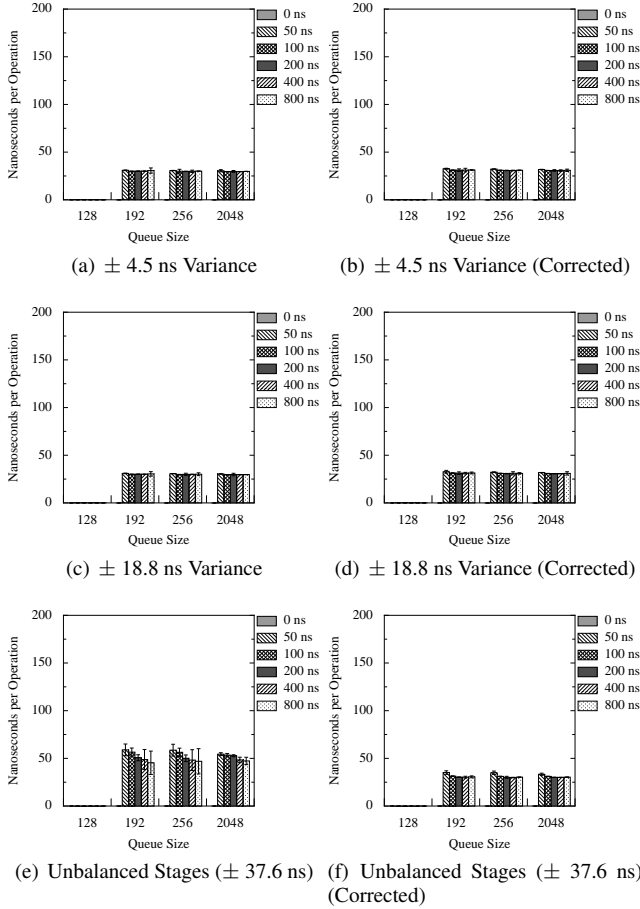 200
150
100
50
0
Nanoseconds per Operation
128 192 256 2048
Queue Size
0 ns
50 ns
100 ns
200 ns
400 ns
800 ns
(a) ± 4.5 ns Variance
200
150
100
50
0
Nanoseconds per Operation
128 192 256 2048
Queue Size
0 ns
50 ns
100 ns
200 ns
400 ns
800 ns
(b) ± 4.5 ns Variance (Corrected)
200
150
100
50
0
Nanoseconds per Operation
128 192 256 2048
Queue Size
0 ns
50 ns
100 ns
200 ns
400 ns
800 ns
(c) ± 18.8 ns Variance
200
150
100
50
0
Nanoseconds per Operation
128 192 256 2048
Queue Size
0 ns
50 ns
100 ns
200 ns
400 ns
800 ns
(d) ± 18.8 ns Variance (Corrected)
200
150
100
50
0
Nanoseconds per Operation
128 192 256 2048
Queue Size
0 ns
50 ns
100 ns
200 ns
400 ns
800 ns
(e) Unbalanced Stages (± 37.6 ns)
200
150
100
50
0
Nanoseconds per Operation
128 192 256 2048
Queue Size
0 ns
50 ns
100 ns
200 ns
400 ns
800 ns
(f) Unbalanced Stages (± 37.6 ns)
(Corrected)